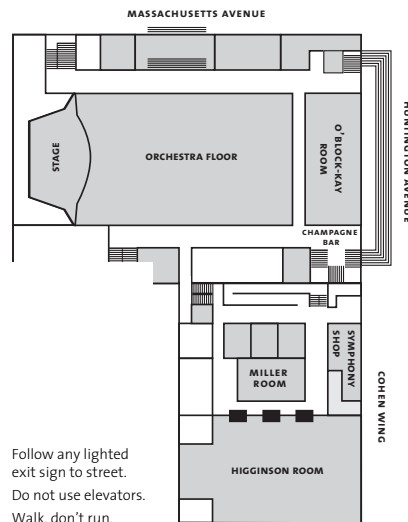 MASSACHUSETTS AVENUE
HUNTINGTON AVENUE
STAGE
ORCHESTRA FLOOR
O’BLOCK-KAY
ROOM
CHAMPAGNE
BAR
MILLER
ROOM
SYMPHONY
SHOP
COHEN WING
HIGGINSON ROOM
Follow any lighted
exit sign to street.
Do not use elevators.
Walk, don’t run.